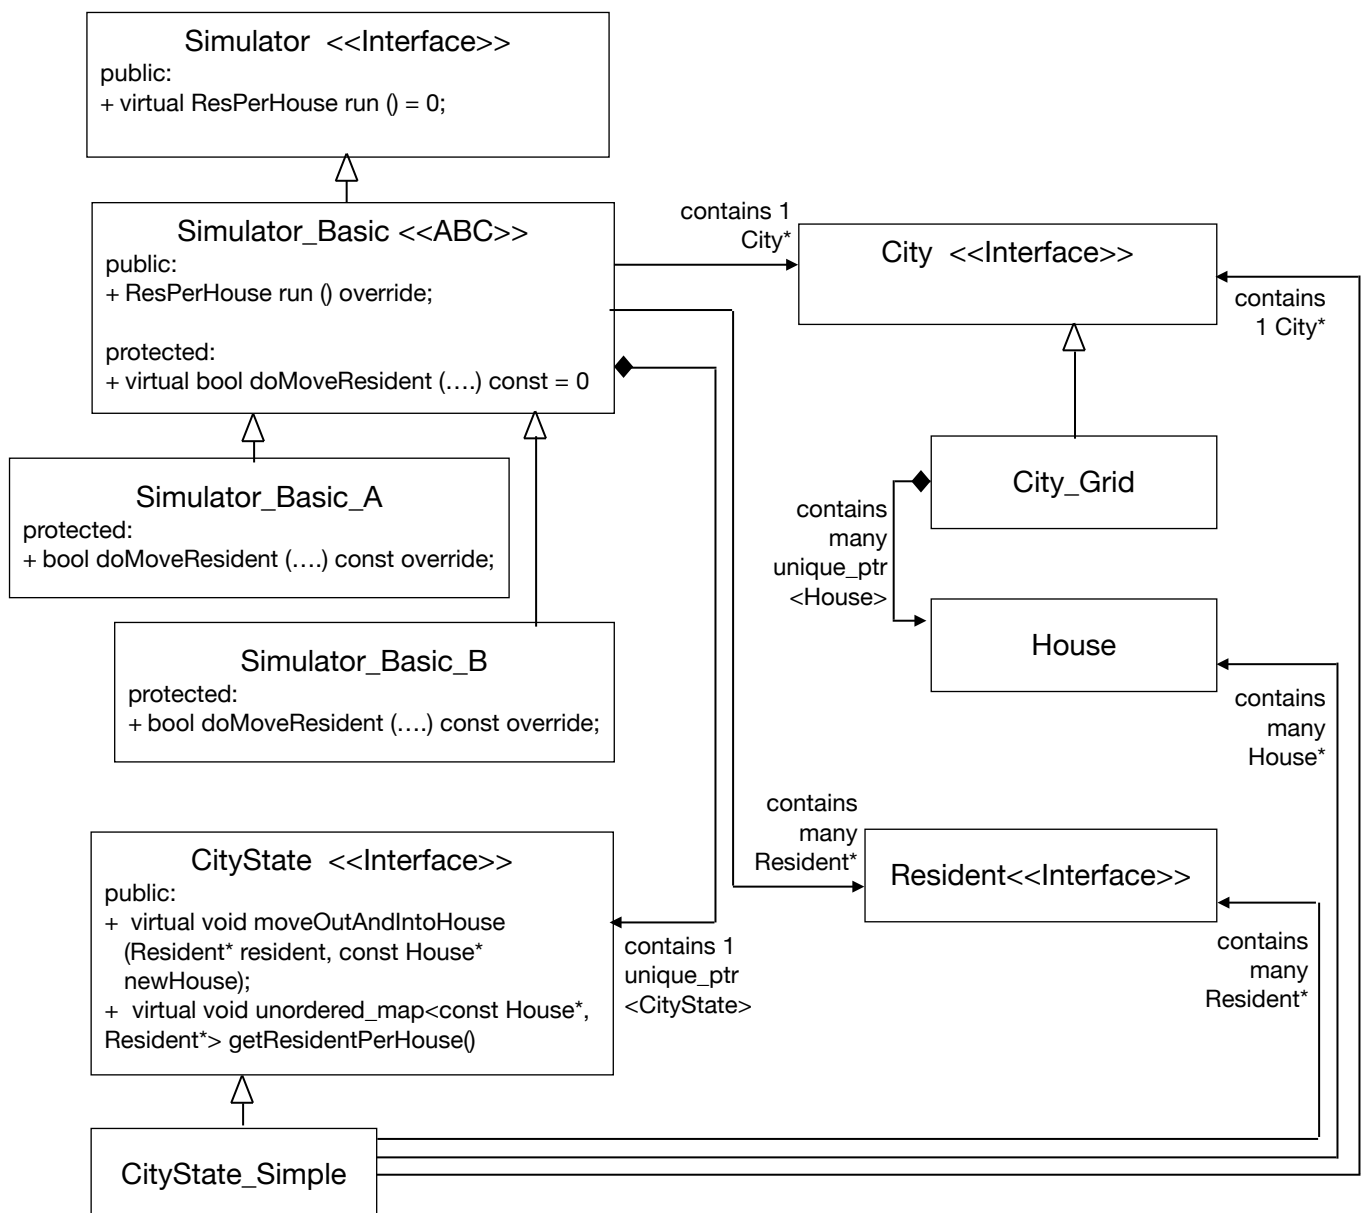 Simulator <<Interface>>
public:
+ virtual ResPerHouse run () = 0;
Simulator_Basic <<ABC>>
public:
+ ResPerHouse run () override;
protected:
+ virtual bool doMoveResident (....) const = 0
contains 1
City*
City <<Interface>>
contains
1 City*
Simulator_Basic_A
protected:
+ bool doMoveResident (....) const override;
City_Grid
contains
many
unique_ptr
<House>
House
Simulator_Basic_B
protected:
+ bool doMoveResident (....) const override;
contains
many
House*
contains
many
Resident*
Resident<<Interface>>
CityState <<Interface>>
public:
+ virtual void moveOutAndIntoHouse
(Resident* resident, const House*
newHouse);
+ virtual void unordered_map<const House*,
Resident*> getResidentPerHouse()
contains 1
unique_ptr
<CityState>
contains
many
Resident*
CityState_Simple